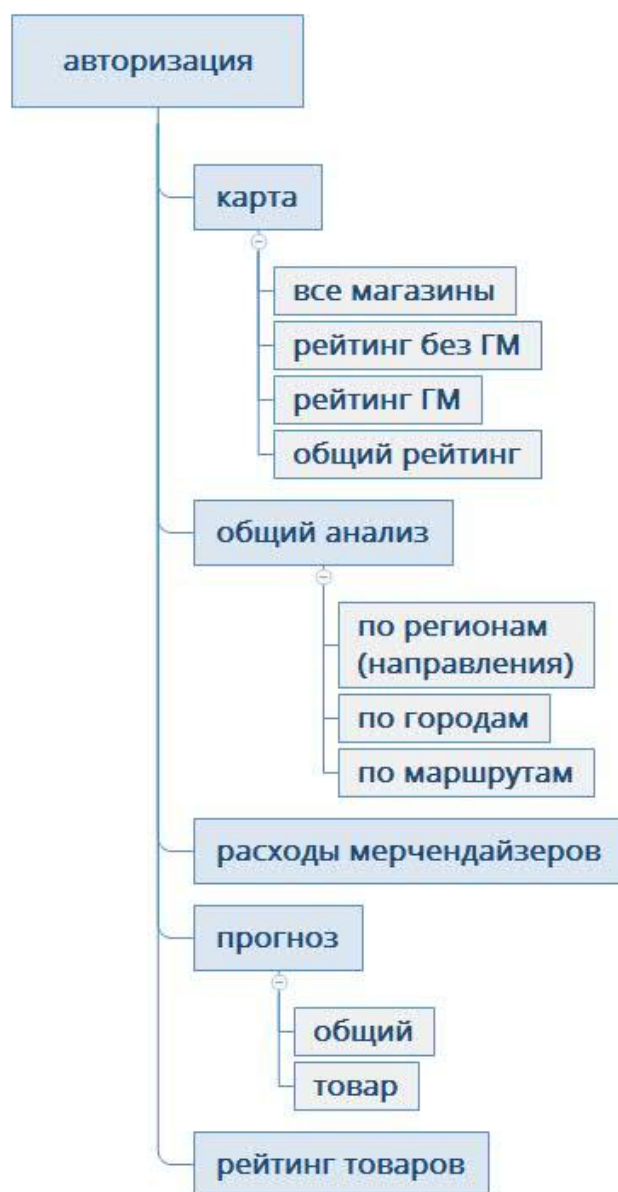 авторизация
карта
все магазины
рейтинг без ГМ
рейтинг ГМ
общий рейтинг
общий анализ
по регионам
(направления)
по городам
по маршрутам
расходы мерчендайзеров
прогноз
общий
товар
рейтинг товаров